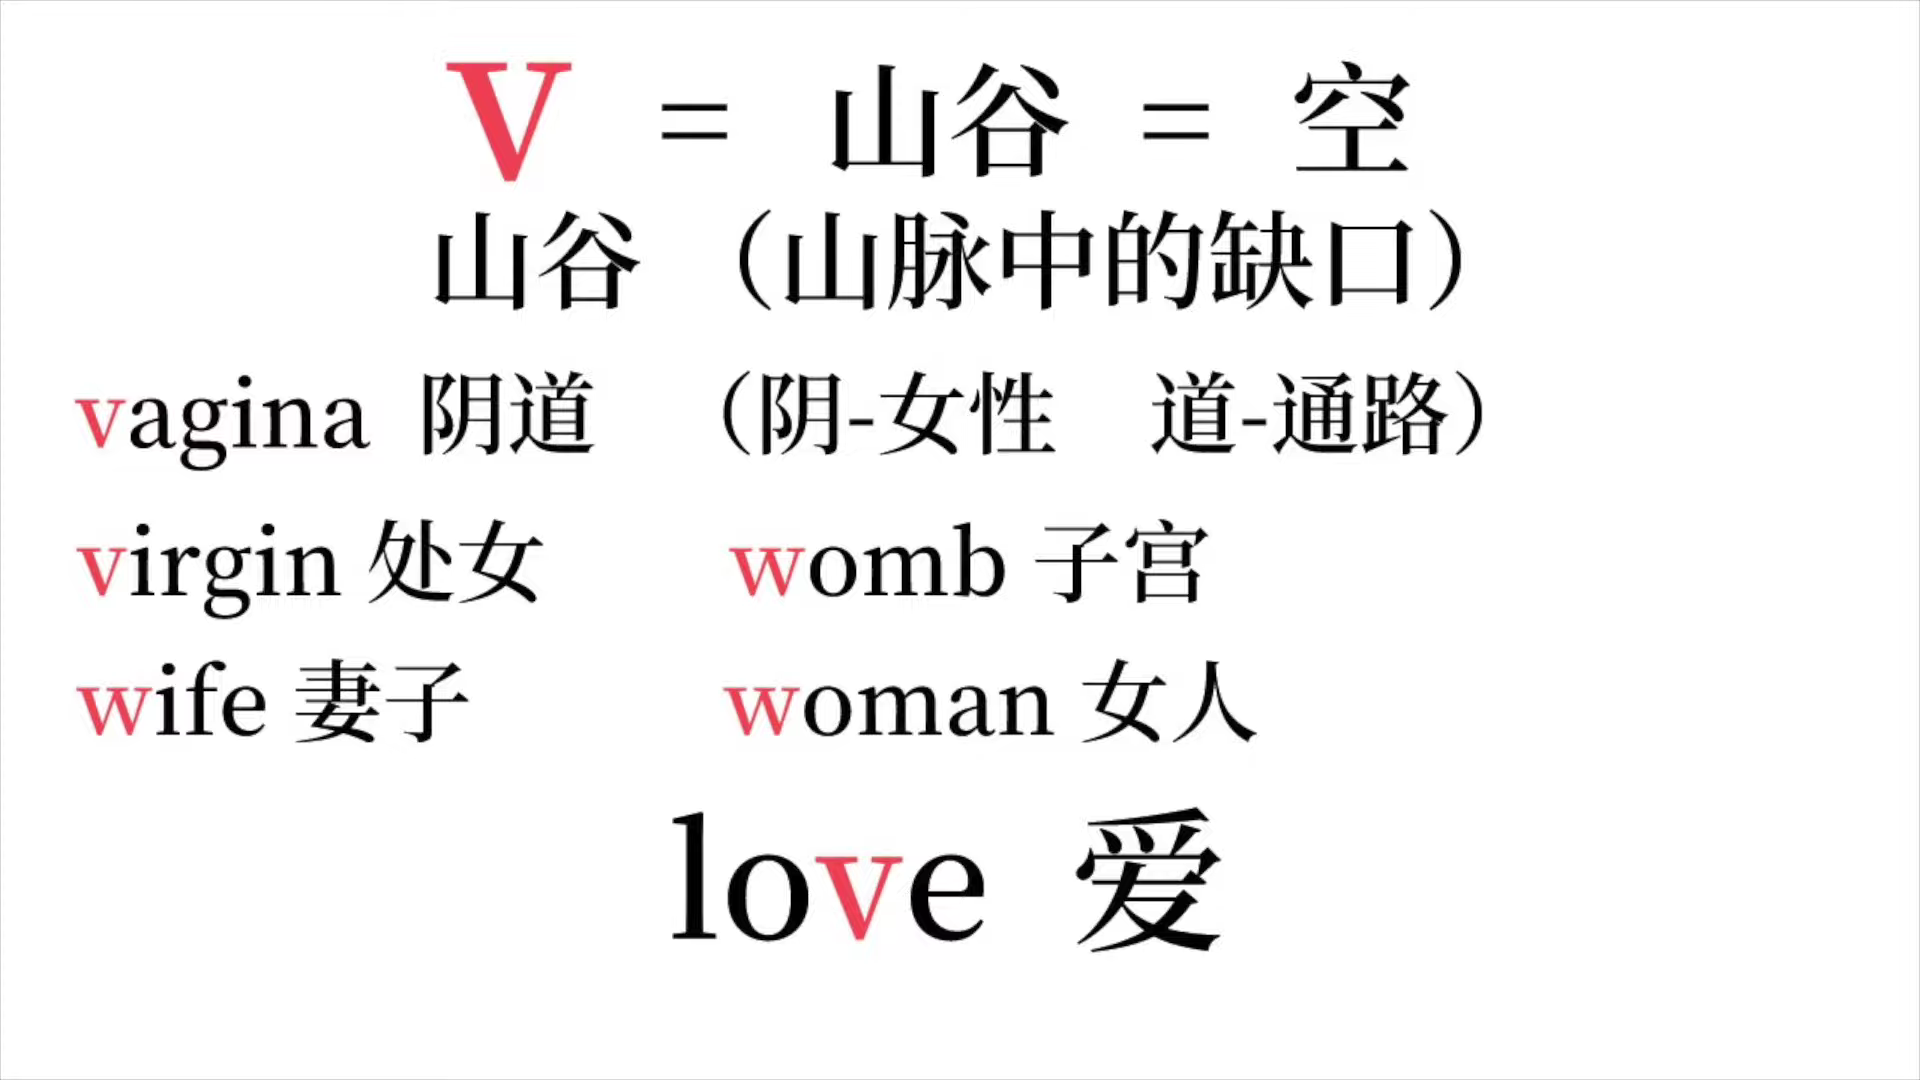 V = 山谷 = 空
山谷 （山脉中的缺口）
vagina 阴道 （阴-女性 道-通路）
virgin 处女 womb 子宫
wife 妻子 woman 女人
love 爱